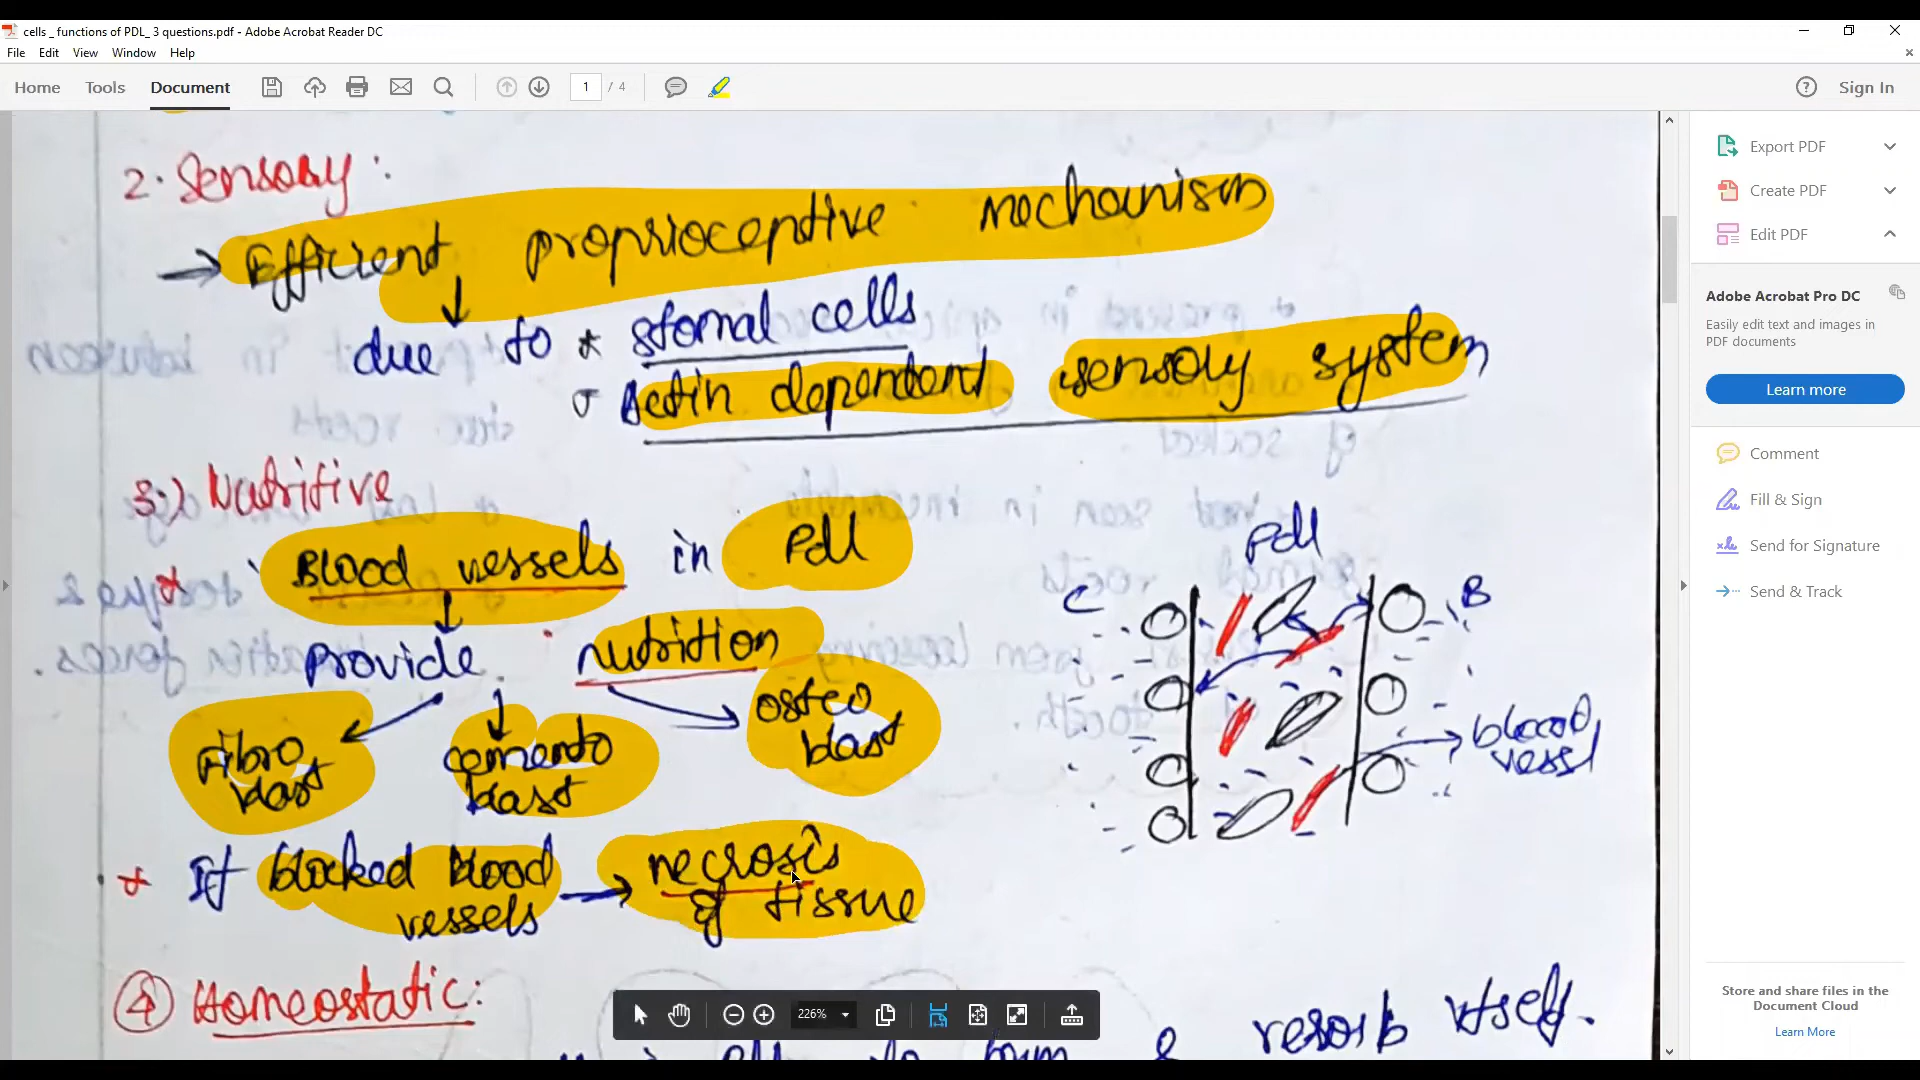 cells _ functions of PDL_ 3 questions.pdf - Adobe Acrobat Reader DC
File Edit View Window Help
Home Tools Document 1 / 4 Sign In
2. Sensory :
→ Efficient proprioceptive mechanism
↓
due to * stomal cells
Actin dependent sensory system
3.) Nutritive
* Blood vessels in Pdl
↓
provide nutrition
Fibro blast
cemento blast
osteo blast
* If blocked blood vessels → necrosis of tissue
④ Homeostatic:
& resorb itself.
Pdl
C
B
blood vessl
226%
Export PDF
Create PDF
Edit PDF
Adobe Acrobat Pro DC
Easily edit text and images in
PDF documents
Learn more
Comment
Fill & Sign
Send for Signature
Send & Track
Store and share files in the
Document Cloud
Learn More